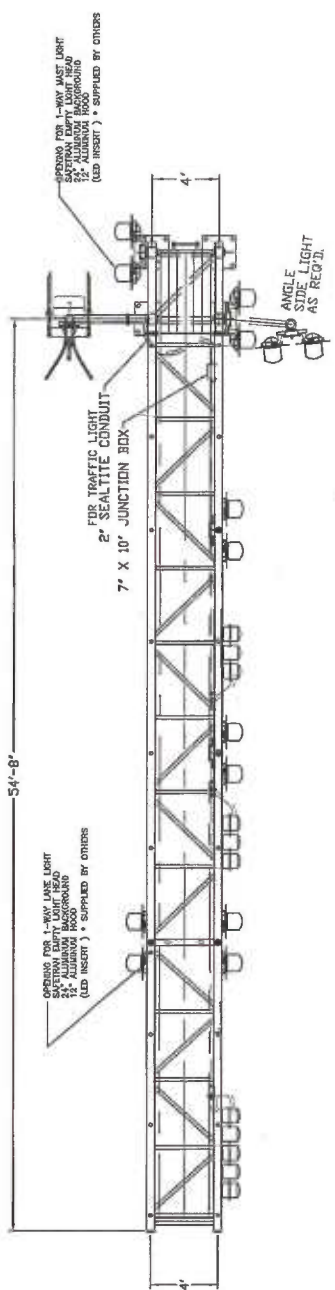 54'-8"
OPENING FOR 1-WAY LANE LIGHT
SAFETRAN EMPTY LIGHT HEAD
24" ALUMINUM BACKGROUND
12" ALUMINUM HOOD
(LED INSERT ) * SUPPLIED BY OTHERS
OPENING FOR 1-WAY MAST LIGHT
SAFETRAN EMPTY LIGHT HEAD
24" ALUMINUM BACKGROUND
12" ALUMINUM HOOD
(LED INSERT ) * SUPPLIED BY OTHERS
FOR TRAFFIC LIGHT
2" SEALTITE CONDUIT
7" X 10" JUNCTION BOX
4'
4'
ANGLE
SIDE LIGHT
AS REQ'D.